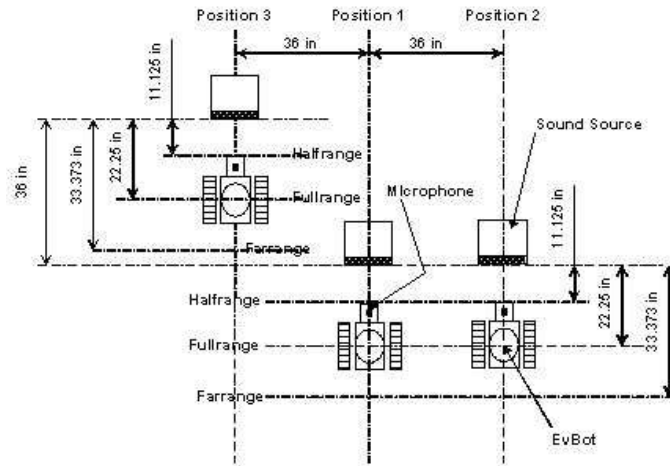 Position 3
Position 1
Position 2
36 in
36 in
11.125 in
Sound Source
Halfrange
Microphone
36 in
33.373 in
22.25 in
Fullrange
11.125 in
Farrange
Halfrange
22.25 in
33.373 in
Fullrange
Farrange
EvBot